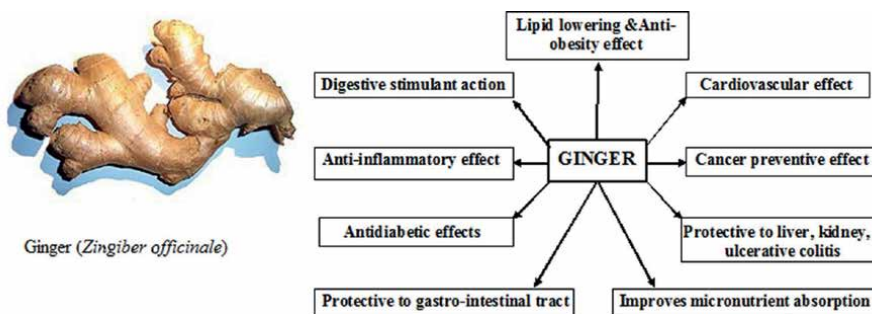 Lipid lowering &Anti-
obesity effect
Digestive stimulant action
Cardiovascular effect
Anti-inflammatory effect
GINGER
Cancer preventive effect
Antidiabetic effects
Protective to liver, kidney,
ulcerative colitis
Ginger (Zingiber officinale)
Protective to gastro-intestinal tract
Improves micronutrient absorption